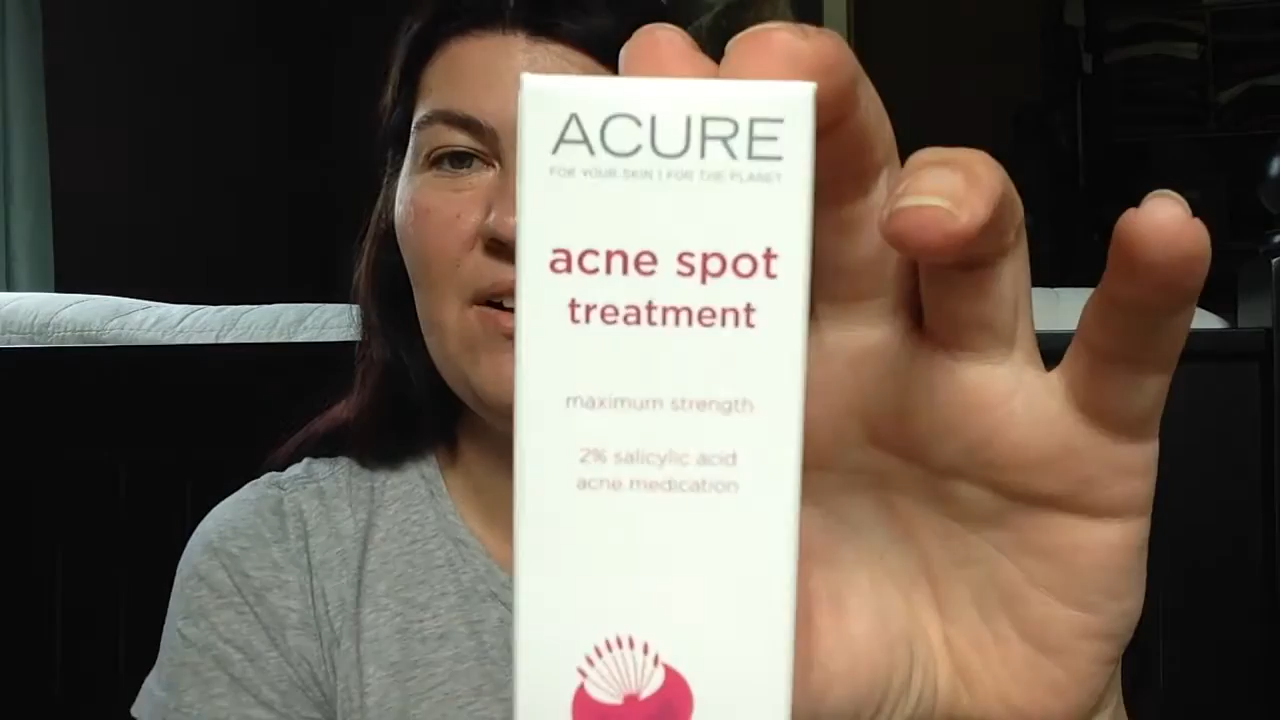 ACURE
FOR YOUR SKIN | FOR THE PLANET
acne spot
treatment
maximum strength
2% salicylic acid
acne medication